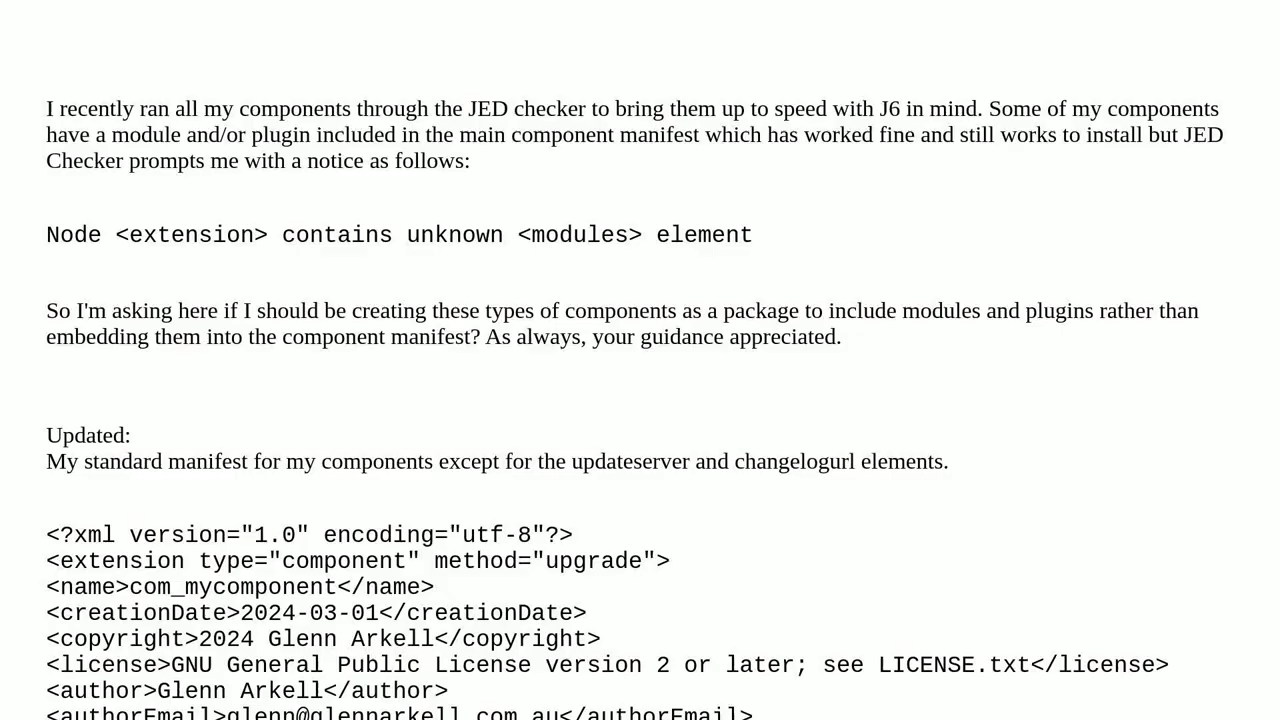 I recently ran all my components through the JED checker to bring them up to speed with J6 in mind. Some of my components
have a module and/or plugin included in the main component manifest which has worked fine and still works to install but JED
Checker prompts me with a notice as follows:
Node <extension> contains unknown <modules> element
So I'm asking here if I should be creating these types of components as a package to include modules and plugins rather than
embedding them into the component manifest? As always, your guidance appreciated.
Updated:
My standard manifest for my components except for the updateserver and changelogurl elements.
<?xml version="1.0" encoding="utf-8"?>
<extension type="component" method="upgrade">
<name>com_mycomponent</name>
<creationDate>2024-03-01</creationDate>
<copyright>2024 Glenn Arkell</copyright>
<license>GNU General Public License version 2 or later; see LICENSE.txt</license>
<author>Glenn Arkell</author>
<authorEmail>glenn@glennarkell.com.au</authorEmail>